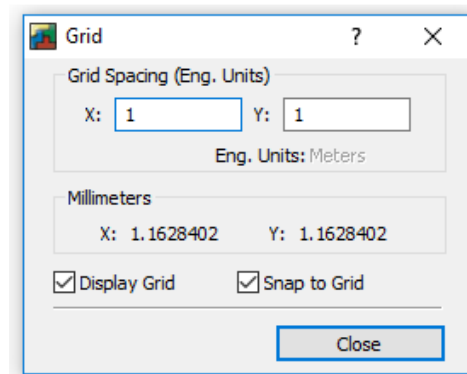 Grid ? ×
Grid Spacing (Eng. Units)
X: 1 Y: 1
Eng. Units: Meters
Millimeters
X: 1.1628402 Y: 1.1628402
Display Grid Snap to Grid
Close